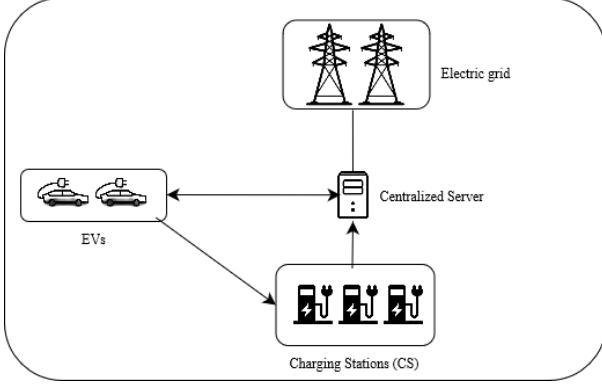 Electric grid
Centralized Server
EVs
Charging Stations (CS)